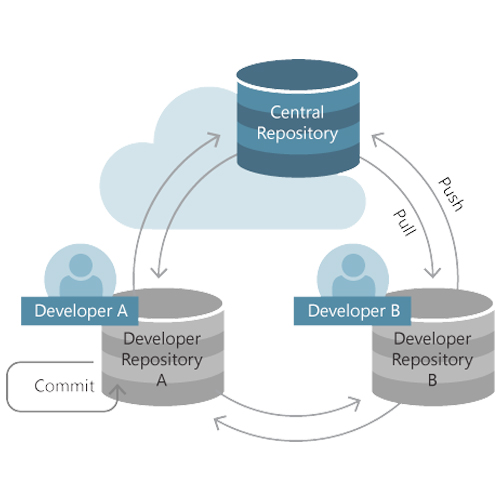 Central
Repository
Push
Pull
Developer A
Developer
Repository
A
Developer B
Developer
Repository
B
Commit